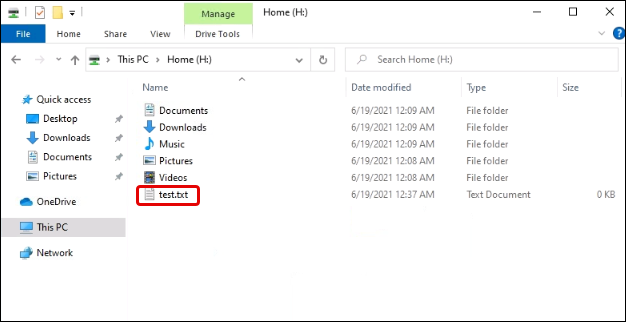 Manage Home (H:)
File Home Share View Drive Tools
This PC > Home (H:) Search Home (H:)
Name Date modified Type Size
Quick access
Desktop
Downloads
Documents
Pictures
OneDrive
This PC
Network
Documents 6/19/2021 12:09 AM File folder
Downloads 6/19/2021 12:09 AM File folder
Music 6/19/2021 12:09 AM File folder
Pictures 6/19/2021 12:08 AM File folder
Videos 6/19/2021 12:08 AM File folder
test.txt 6/19/2021 12:37 AM Text Document 0 KB